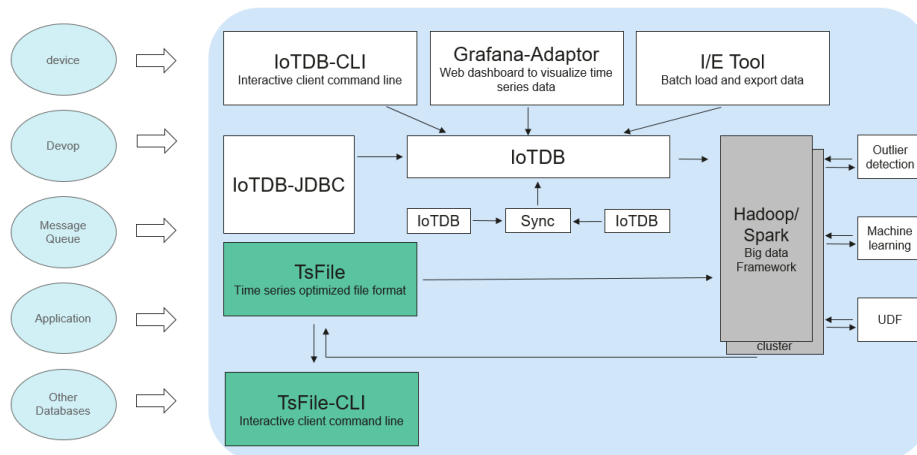 device
Devop
Message
Queue
Application
Other
Databases
IoTDB-CLI
Interactive client command line
Grafana-Adaptor
Web dashboard to visualize time
series data
I/E Tool
Batch load and export data
IoTDB-JDBC
IoTDB
IoTDB
Sync
IoTDB
TsFile
Time series optimized file format
TsFile-CLI
Interactive client command line
Hadoop/
Spark
Big data
Framework
cluster
Outlier
detection
Machine
learning
UDF